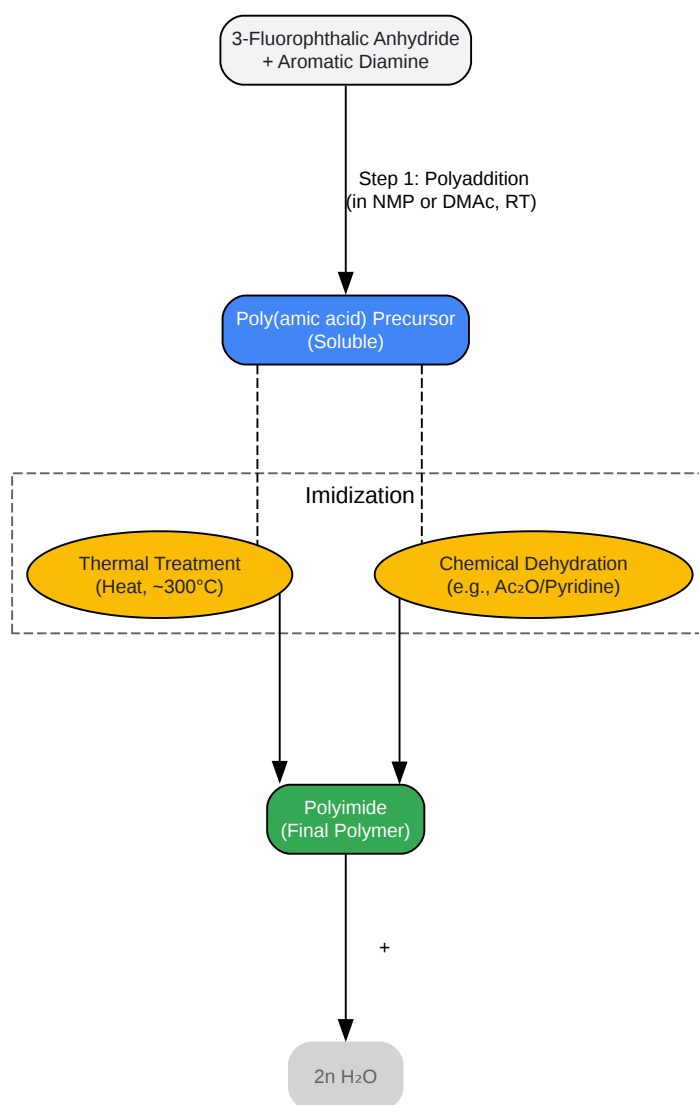 3-Fluorophthalic Anhydride
+ Aromatic Diamine
Step 1: Polyaddition
(in NMP or DMAc, RT)
Poly(amic acid) Precursor
(Soluble)
Imidization
Thermal Treatment
(Heat, ~300°C)
Chemical Dehydration
(e.g., Ac₂O/Pyridine)
Polyimide
(Final Polymer)
+
2n H₂O